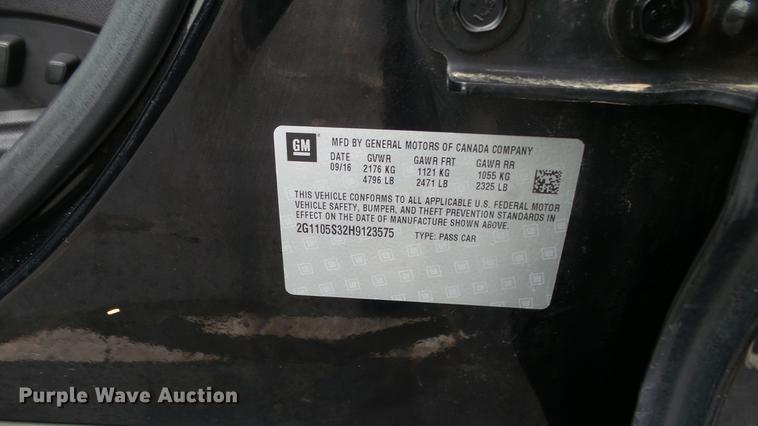 GM
MFD BY GENERAL MOTORS OF CANADA COMPANY
DATE GVWR GAWR FRT GAWR RR
09/16 2176 KG 1121 KG 1055 KG
4796 LB 2471 LB 2325 LB
THIS VEHICLE CONFORMS TO ALL APPLICABLE U.S. FEDERAL MOTOR
VEHICLE SAFETY, BUMPER, AND THEFT PREVENTION STANDARDS IN
EFFECT ON THE DATE OF MANUFACTURE SHOWN ABOVE.
2G1105S32H9123575 TYPE: PASS CAR
Purple Wave Auction